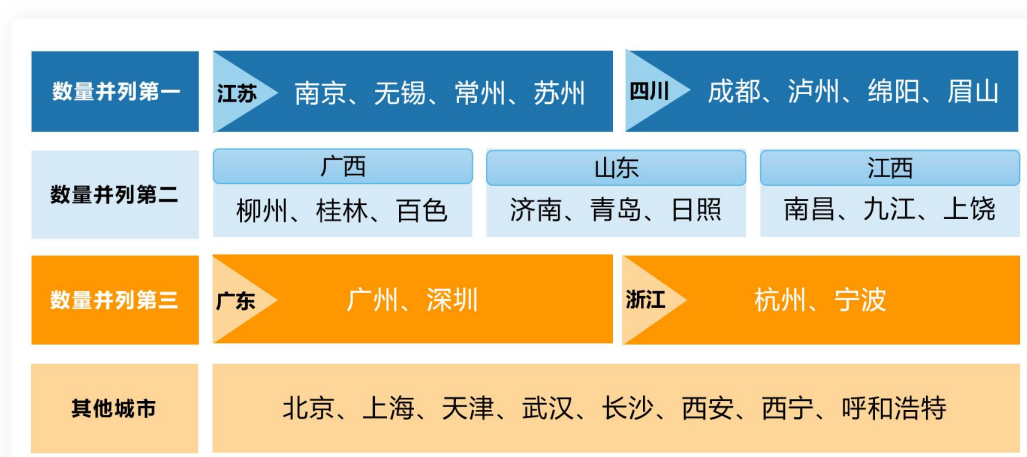 数量并列第一
江苏
南京、无锡、常州、苏州
四川
成都、泸州、绵阳、眉山
数量并列第二
广西
柳州、桂林、百色
山东
济南、青岛、日照
江西
南昌、九江、上饶
数量并列第三
广东
广州、深圳
浙江
杭州、宁波
其他城市
北京、上海、天津、武汉、长沙、西安、西宁、呼和浩特